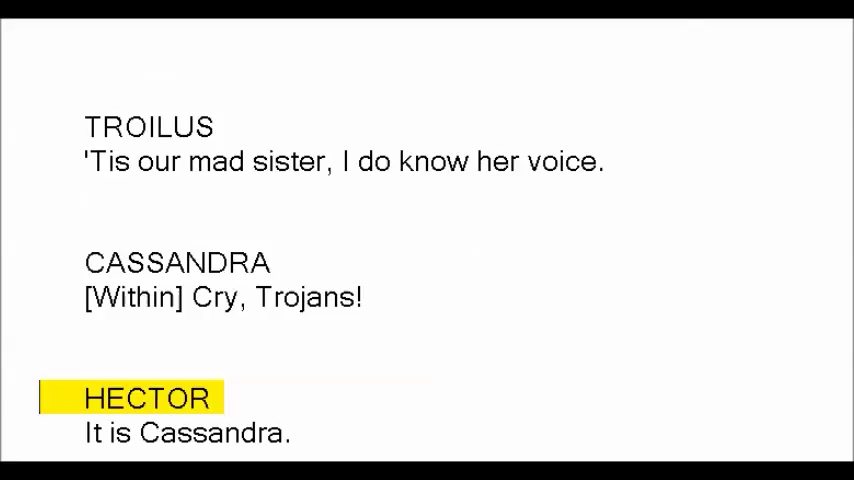 TROILUS
'Tis our mad sister, I do know her voice.
CASSANDRA
[Within] Cry, Trojans!
HECTOR
It is Cassandra.